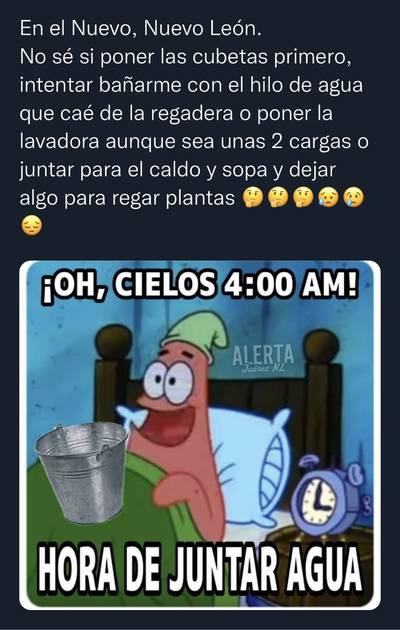 En el Nuevo, Nuevo León.
No sé si poner las cubetas primero,
intentar bañarme con el hilo de agua
que caé de la regadera o poner la
lavadora aunque sea unas 2 cargas o
juntar para el caldo y sopa y dejar
algo para regar plantas 🤔🤔🤔😥😢
😔
¡OH, CIELOS 4:00 AM!
ALERTA
Juárez NL
HORA DE JUNTAR AGUA